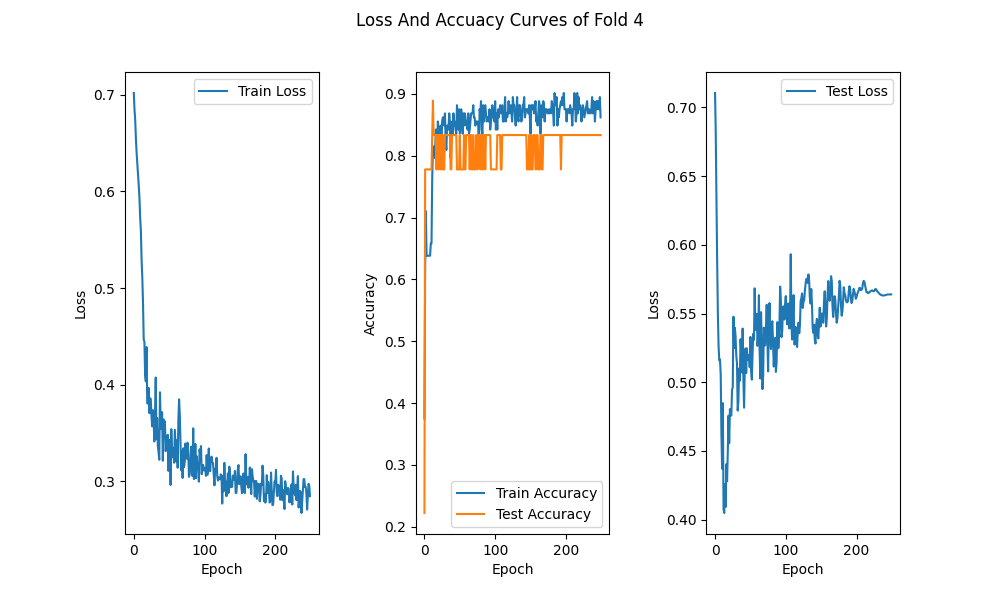 Loss And Accuacy Curves of Fold 4
Train Loss
0.7
0.6
0.5
0.4
0.3
0 100 200
Epoch
Loss
0.9
0.8
0.7
0.6
0.5
0.4
0.3
0.2
Train Accuracy
Test Accuracy
0 100 200
Epoch
Accuracy
Test Loss
0.70
0.65
0.60
0.55
0.50
0.45
0.40
0 100 200
Epoch
Loss